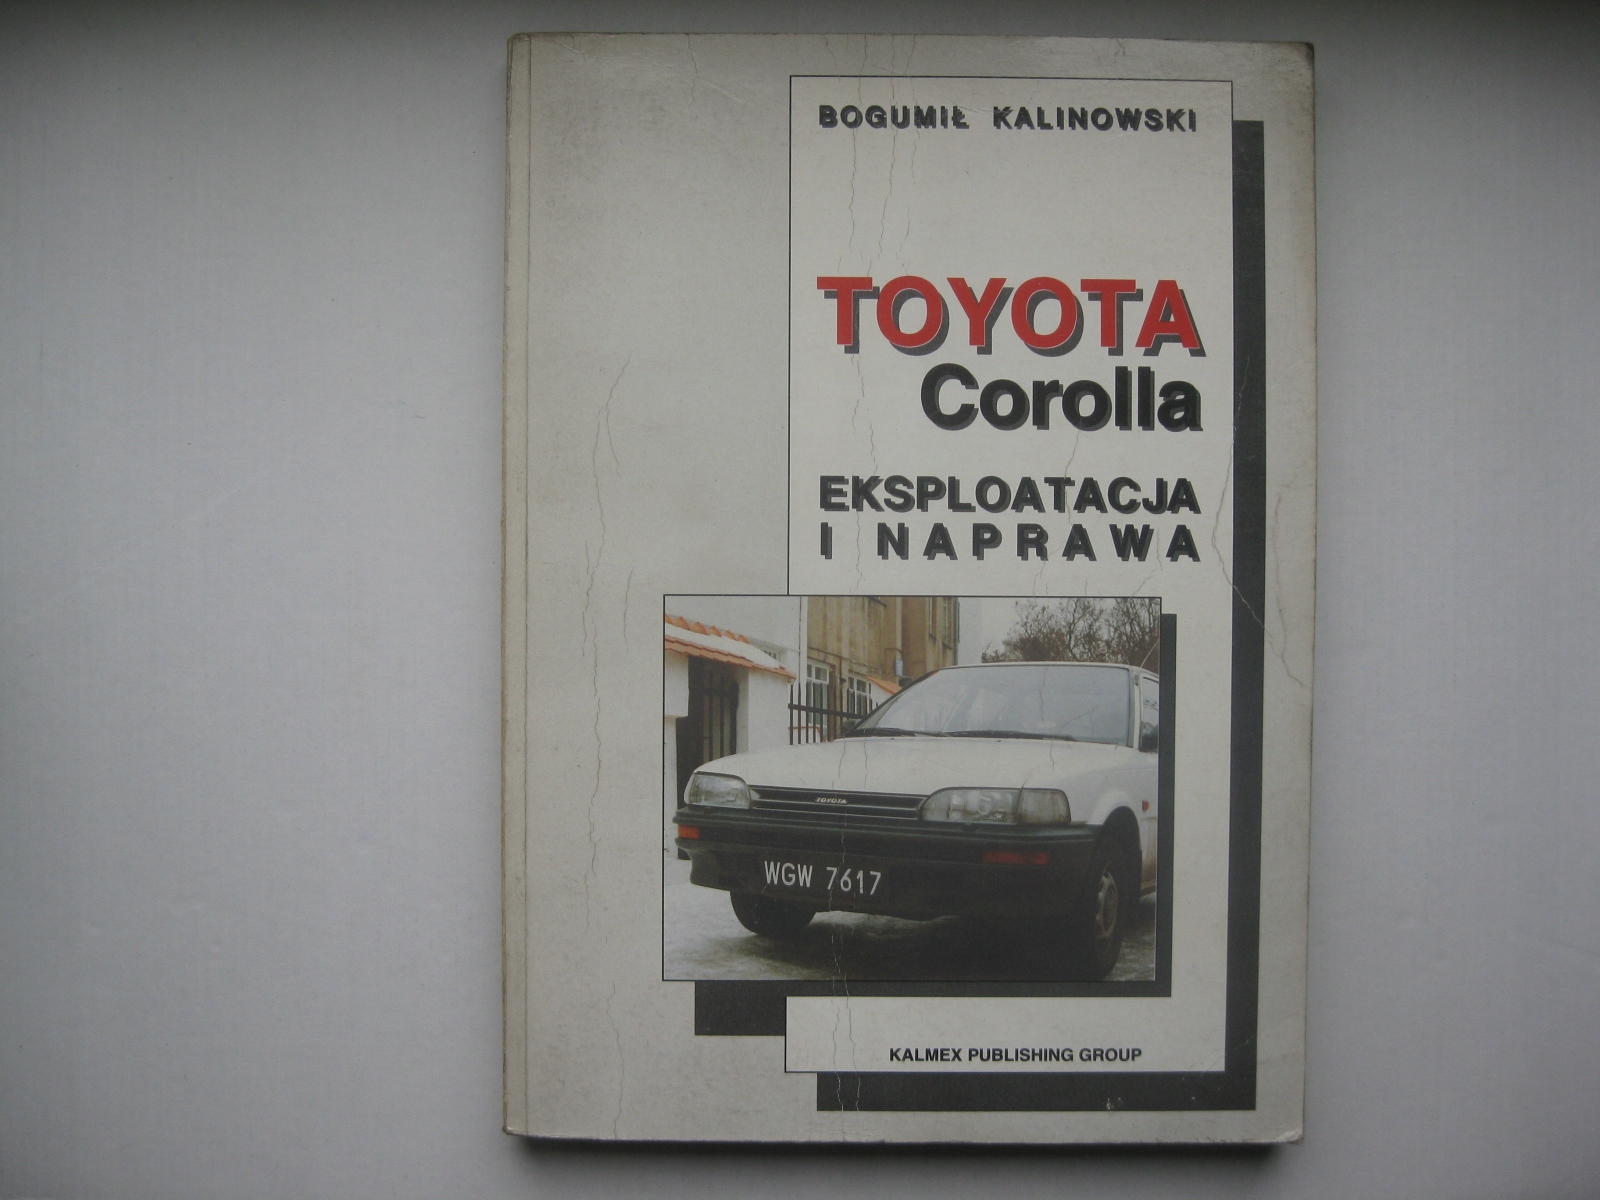 BOGUMIŁ KALINOWSKI
TOYOTA
Corolla
EKSPLOATACJA
I NAPRAWA
TOYOTA
WGW 7617
KALMEX PUBLISHING GROUP